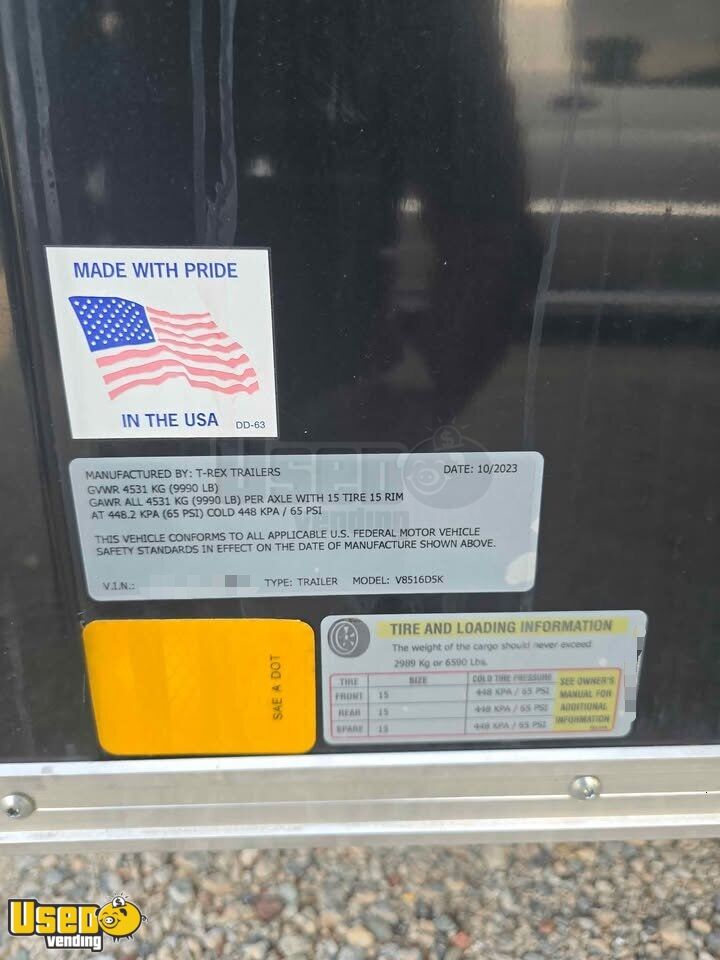 MADE WITH PRIDE
IN THE USA
DD-63
MANUFACTURED BY: T-REX TRAILERS DATE: 10/2023
GVWR 4531 KG (9990 LB)
GAWR ALL 4531 KG (9990 LB) PER AXLE WITH 15 TIRE 15 RIM
AT 448.2 KPA (65 PSI) COLD 448 KPA / 65 PSI
THIS VEHICLE CONFORMS TO ALL APPLICABLE U.S. FEDERAL MOTOR VEHICLE
SAFETY STANDARDS IN EFFECT ON THE DATE OF MANUFACTURE SHOWN ABOVE.
V.I.N.: TYPE: TRAILER MODEL: V8516DSK
SAE A DOT
TIRE AND LOADING INFORMATION
The weight of the cargo should never exceed
2989 Kg or 6590 Lbs.
TIRE SIZE COLD TIRE PRESSURE
FRONT 15 448 KPA / 65 PSI
REAR 15 448 KPA / 65 PSI
SPARE 15 448 KPA / 65 PSI
SEE OWNER'S
MANUAL FOR
ADDITIONAL
INFORMATION
Used
vending
Used
vending